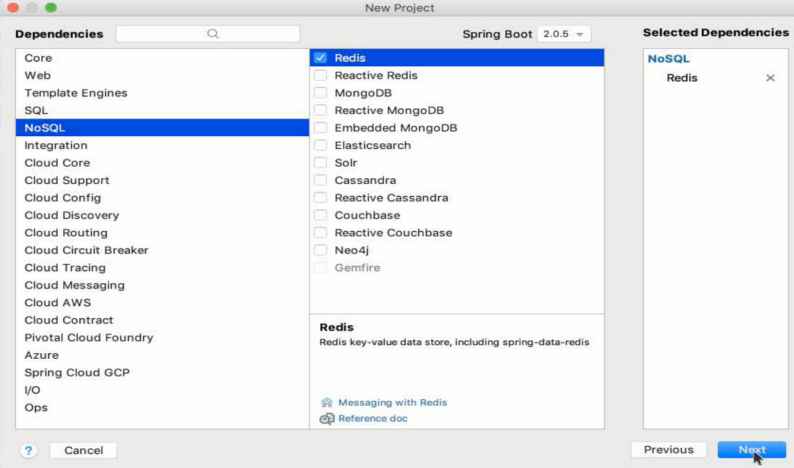 New Project
Dependencies
Spring Boot 2.0.5
Selected Dependencies
Core
Web
Template Engines
SQL
NoSQL
Integration
Cloud Core
Cloud Support
Cloud Config
Cloud Discovery
Cloud Routing
Cloud Circuit Breaker
Cloud Tracing
Cloud Messaging
Cloud AWS
Cloud Contract
Pivotal Cloud Foundry
Azure
Spring Cloud GCP
I/O
Ops
Redis
Reactive Redis
MongoDB
Reactive MongoDB
Embedded MongoDB
Elasticsearch
Solr
Cassandra
Reactive Cassandra
Couchbase
Reactive Couchbase
Neo4j
Gemfire
Redis
Redis key-value data store, including spring-data-redis
Messaging with Redis
Reference doc
NoSQL
Redis
? Cancel
Previous
Next